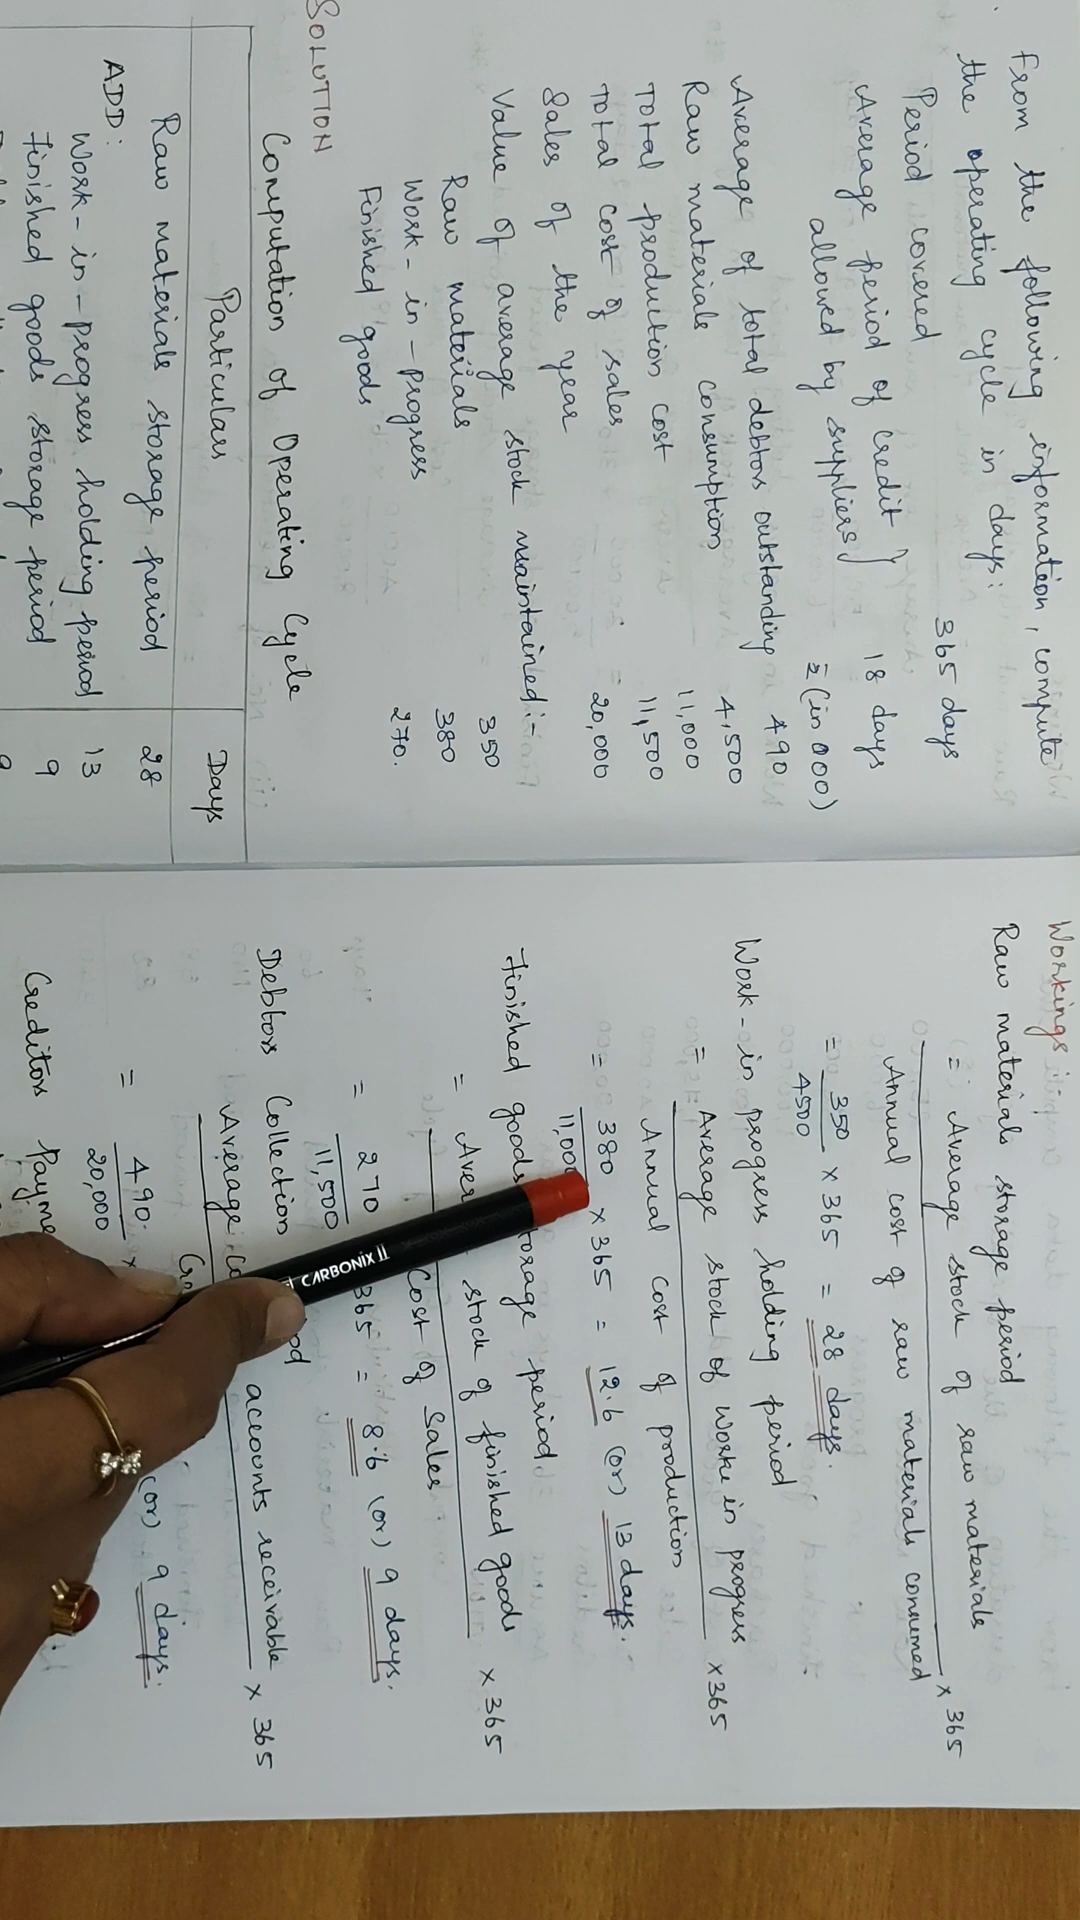 From the following information, compute
the operating cycle in days:
Period covered 365 days
Average period of credit } 18 days
allowed by suppliers }
₹ (in 000)
Average of total debtors outstanding 490
Raw materials consumption 4,500
Total production cost 11,000
Total cost of sales 11,500
Sales of the year 20,000
Value of average stock maintained:-
Raw materials 350
Work-in-progress 380
Finished goods 270.
SOLUTION
Computation of Operating Cycle
Particulars Days
Raw materials storage period 28
ADD:
Work-in-progress holding period 13
Finished goods storage period 9
Workings
Raw materials storage period
= Average stock of raw materials × 365
Annual cost of raw materials consumed
= 350 × 365 = 28 days.
4500
Work-in progress holding period
= Average stock of worke in progress ×365
Annual cost of production
= 380 × 365 = 12.6 (or) 13 days.
11,000
Finished goods storage period
= stock of finished goods × 365
Cost of Sales
= 270 365 = 8.6 (or) 9 days.
11,500
Debtors Collection
Average accounts receivable × 365
= 490. × (or) 9 days.
20,000
Creditors
CARBONIX II